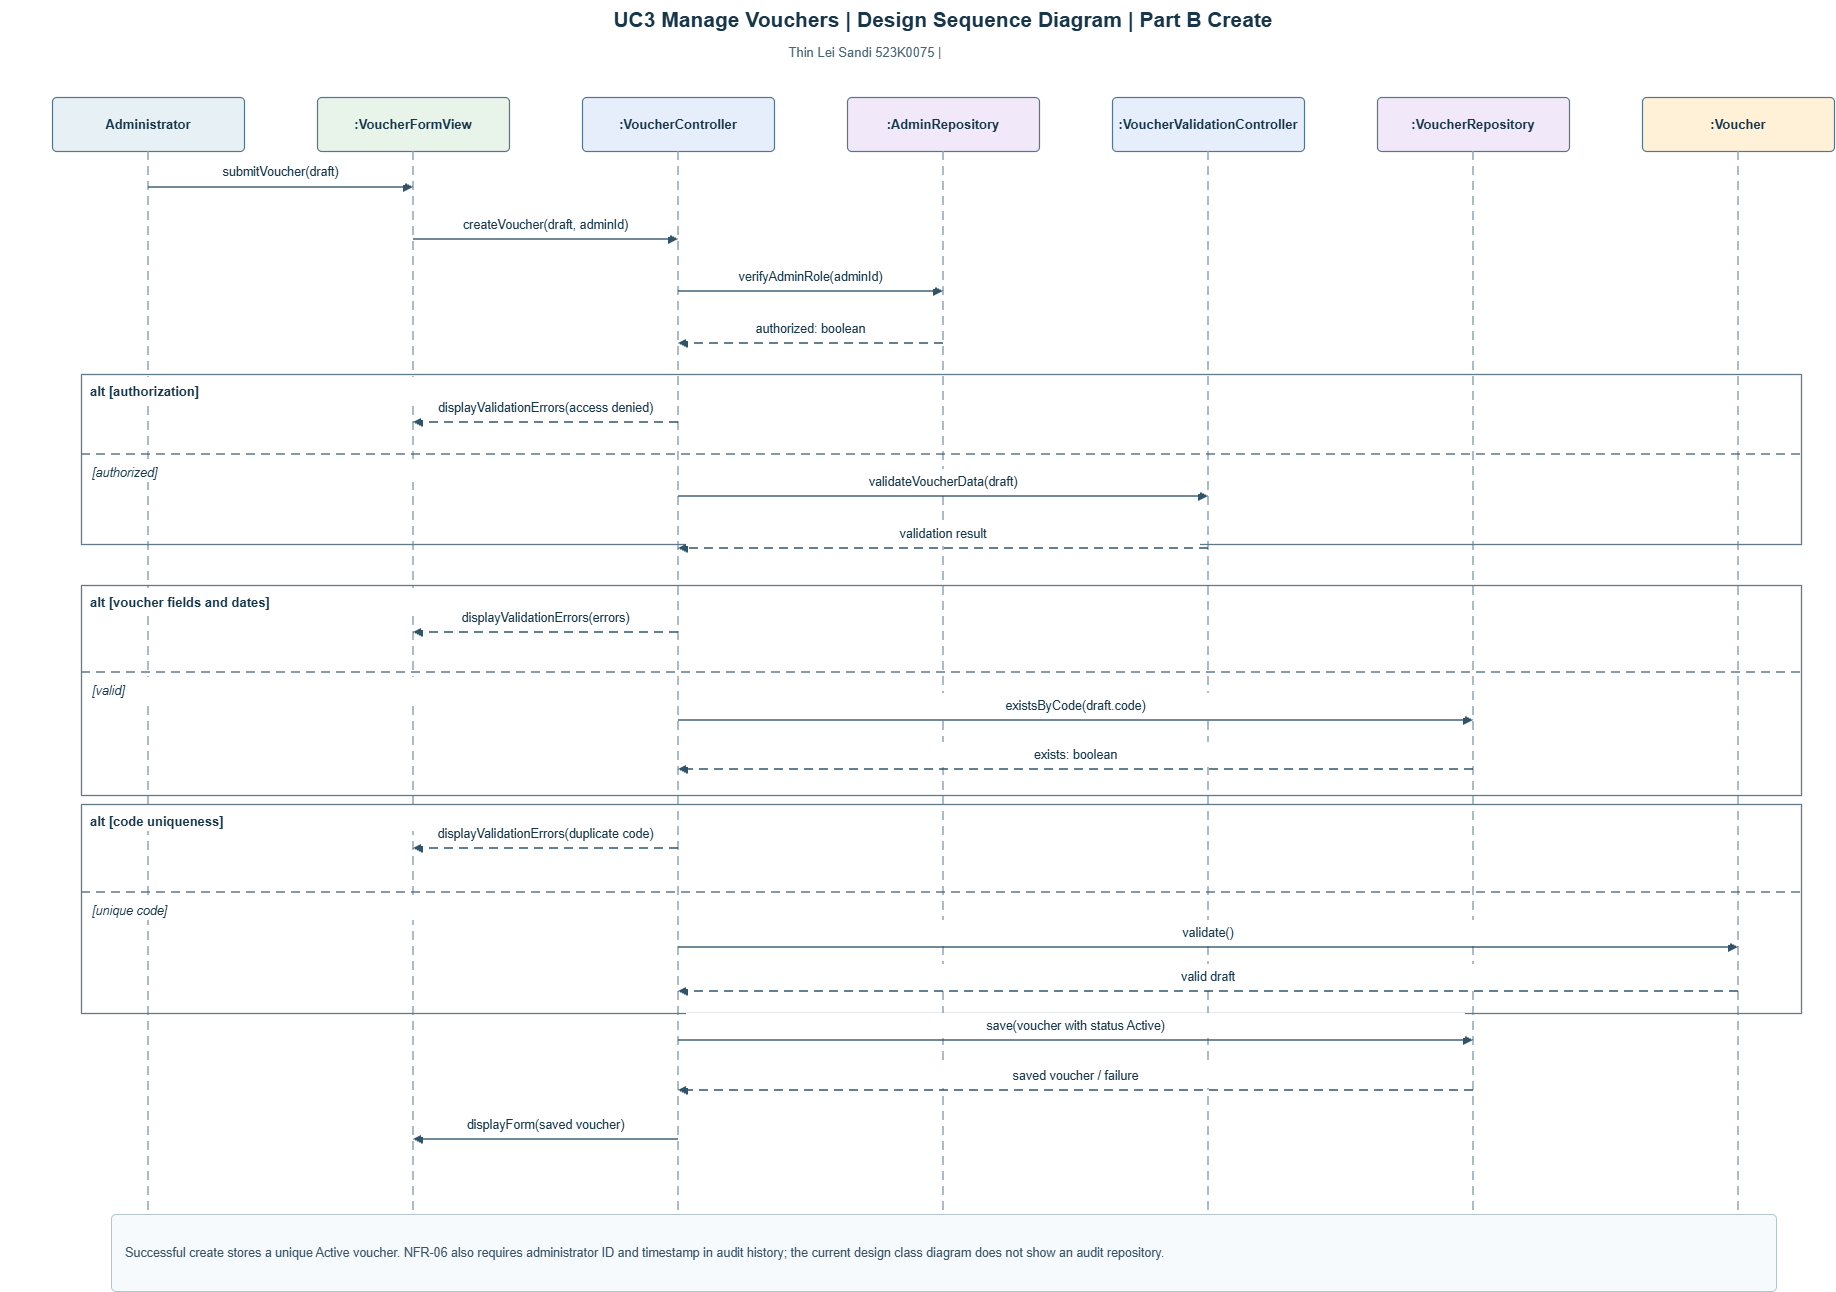 UC3 Manage Vouchers | Design Sequence Diagram | Part B Create
Thin Lei Sandi 523K0075 |
Administrator
:VoucherFormView
:VoucherController
:AdminRepository
:VoucherValidationController
:VoucherRepository
:Voucher
submitVoucher(draft)
createVoucher(draft, adminId)
verifyAdminRole(adminId)
authorized: boolean
alt [authorization]
displayValidationErrors(access denied)
[authorized]
validateVoucherData(draft)
validation result
alt [voucher fields and dates]
displayValidationErrors(errors)
[valid]
existsByCode(draft.code)
exists: boolean
alt [code uniqueness]
displayValidationErrors(duplicate code)
[unique code]
validate()
valid draft
save(voucher with status Active)
saved voucher / failure
displayForm(saved voucher)
Successful create stores a unique Active voucher. NFR-06 also requires administrator ID and timestamp in audit history; the current design class diagram does not show an audit repository.